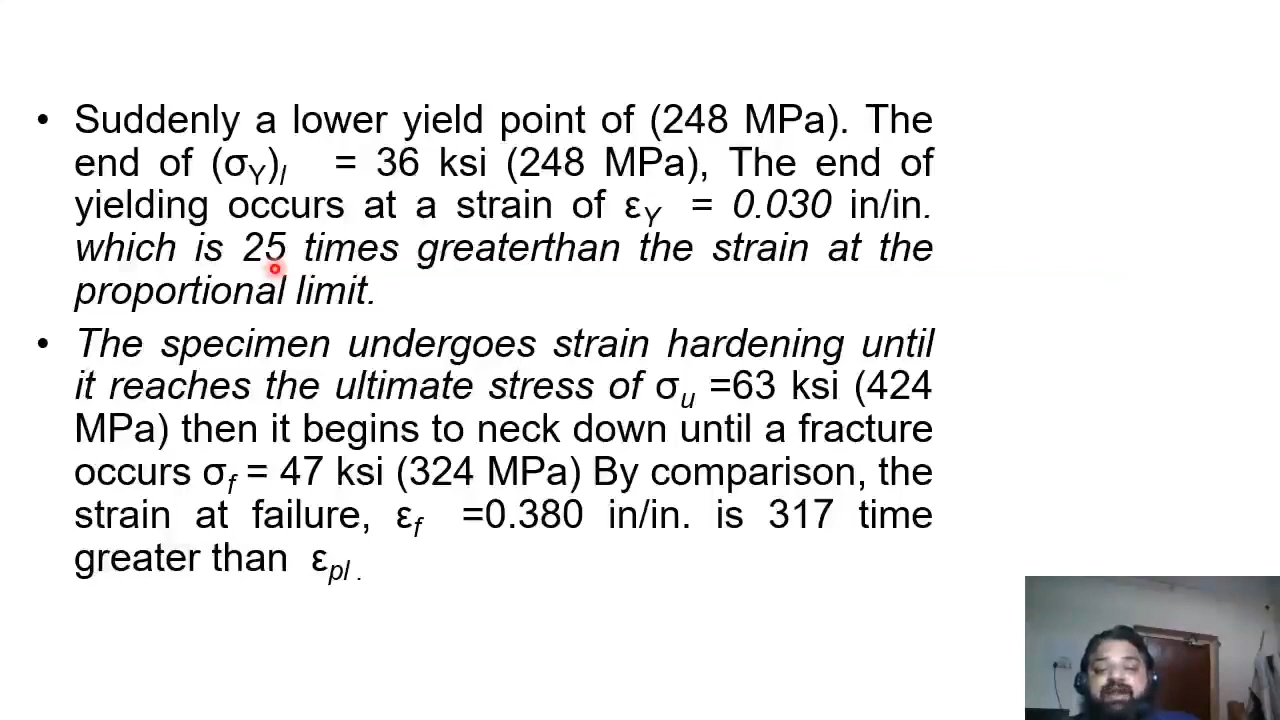 • Suddenly a lower yield point of (248 MPa). The
end of (σY)l = 36 ksi (248 MPa), The end of
yielding occurs at a strain of εY = 0.030 in/in.
which is 25 times greaterthan the strain at the
proportional limit.
• The specimen undergoes strain hardening until
it reaches the ultimate stress of σu =63 ksi (424
MPa) then it begins to neck down until a fracture
occurs σf = 47 ksi (324 MPa) By comparison, the
strain at failure, εf =0.380 in/in. is 317 time
greater than εpl .